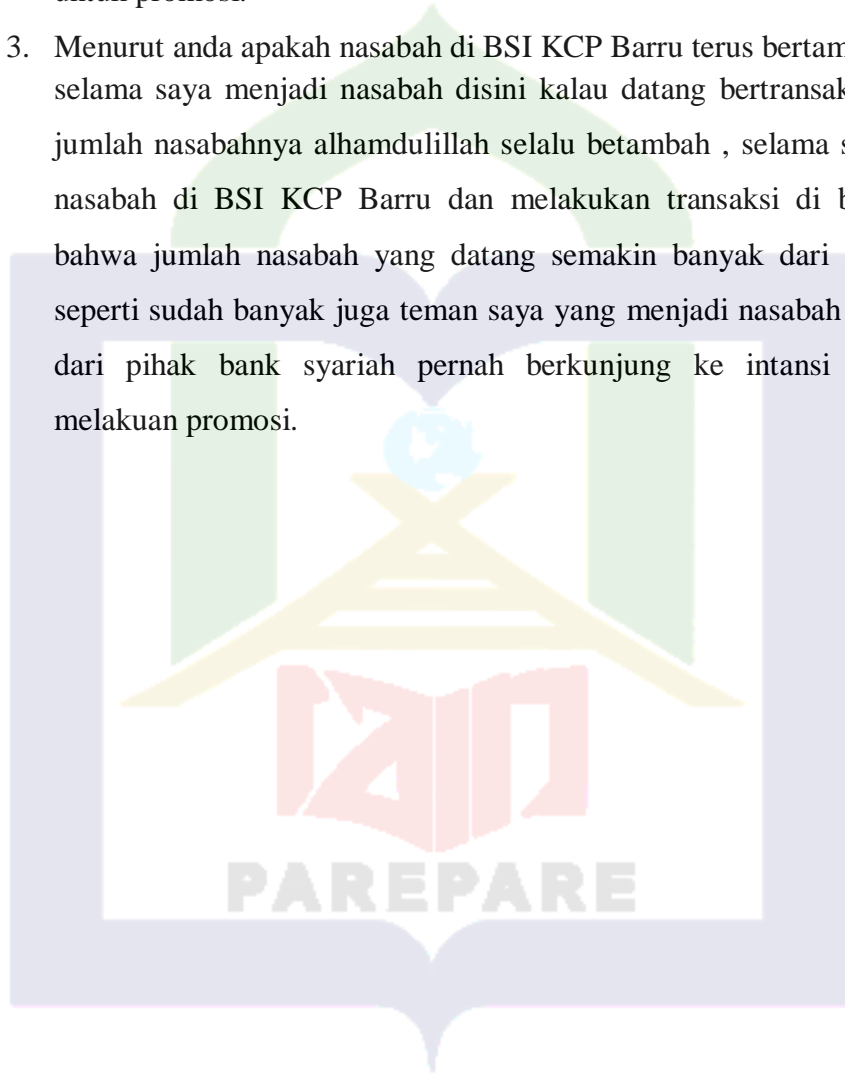 untuk promosi.
3. Menurut anda apakah nasabah di BSI KCP Barru terus
selama saya menjadi nasabah disini kalau datang
jumlah nasabahnya alhamdulillah selalu betambah , selama
nasabah di BSI KCP Barru dan melakukan transaksi di
bahwa jumlah nasabah yang datang semakin banyak dari
seperti sudah banyak juga teman saya yang menjadi nasabah
dari pihak bank syariah pernah berkunjung ke intansi
melakuan promosi.
iain
PAREPARE